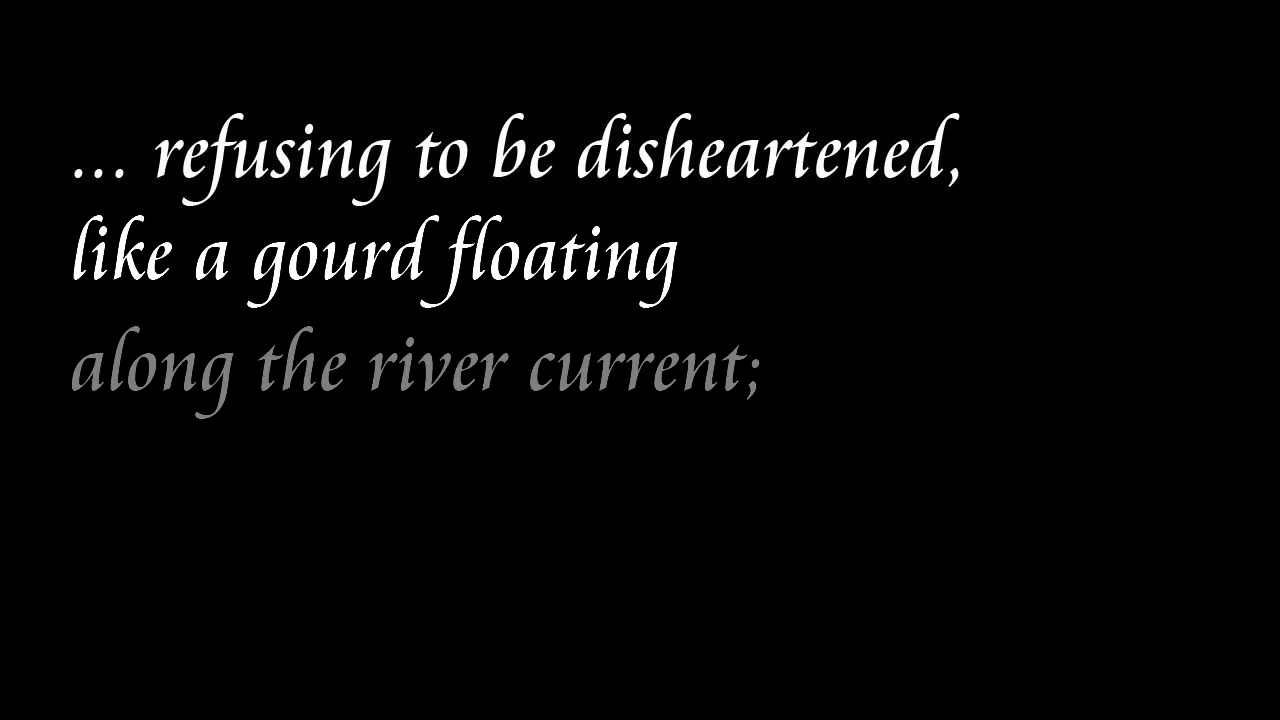 ... refusing to be disheartened,
like a gourd floating
along the river current;